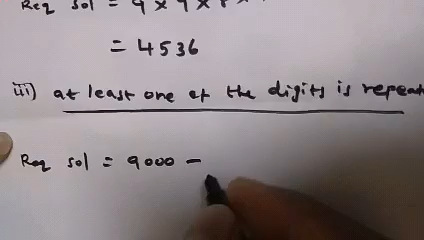 Req sol = 9 × 9 × 8 ×
= 4536
iii) at least one of the digits is repeat
Req sol = 9000 –